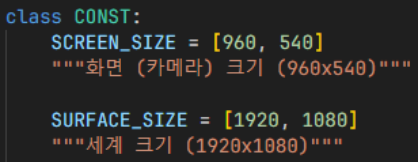 class CONST:
    SCREEN_SIZE = [960, 540]
    """화면 (카메라) 크기 (960x540)"""
    SURFACE_SIZE = [1920, 1080]
    """세계 크기 (1920x1080)"""